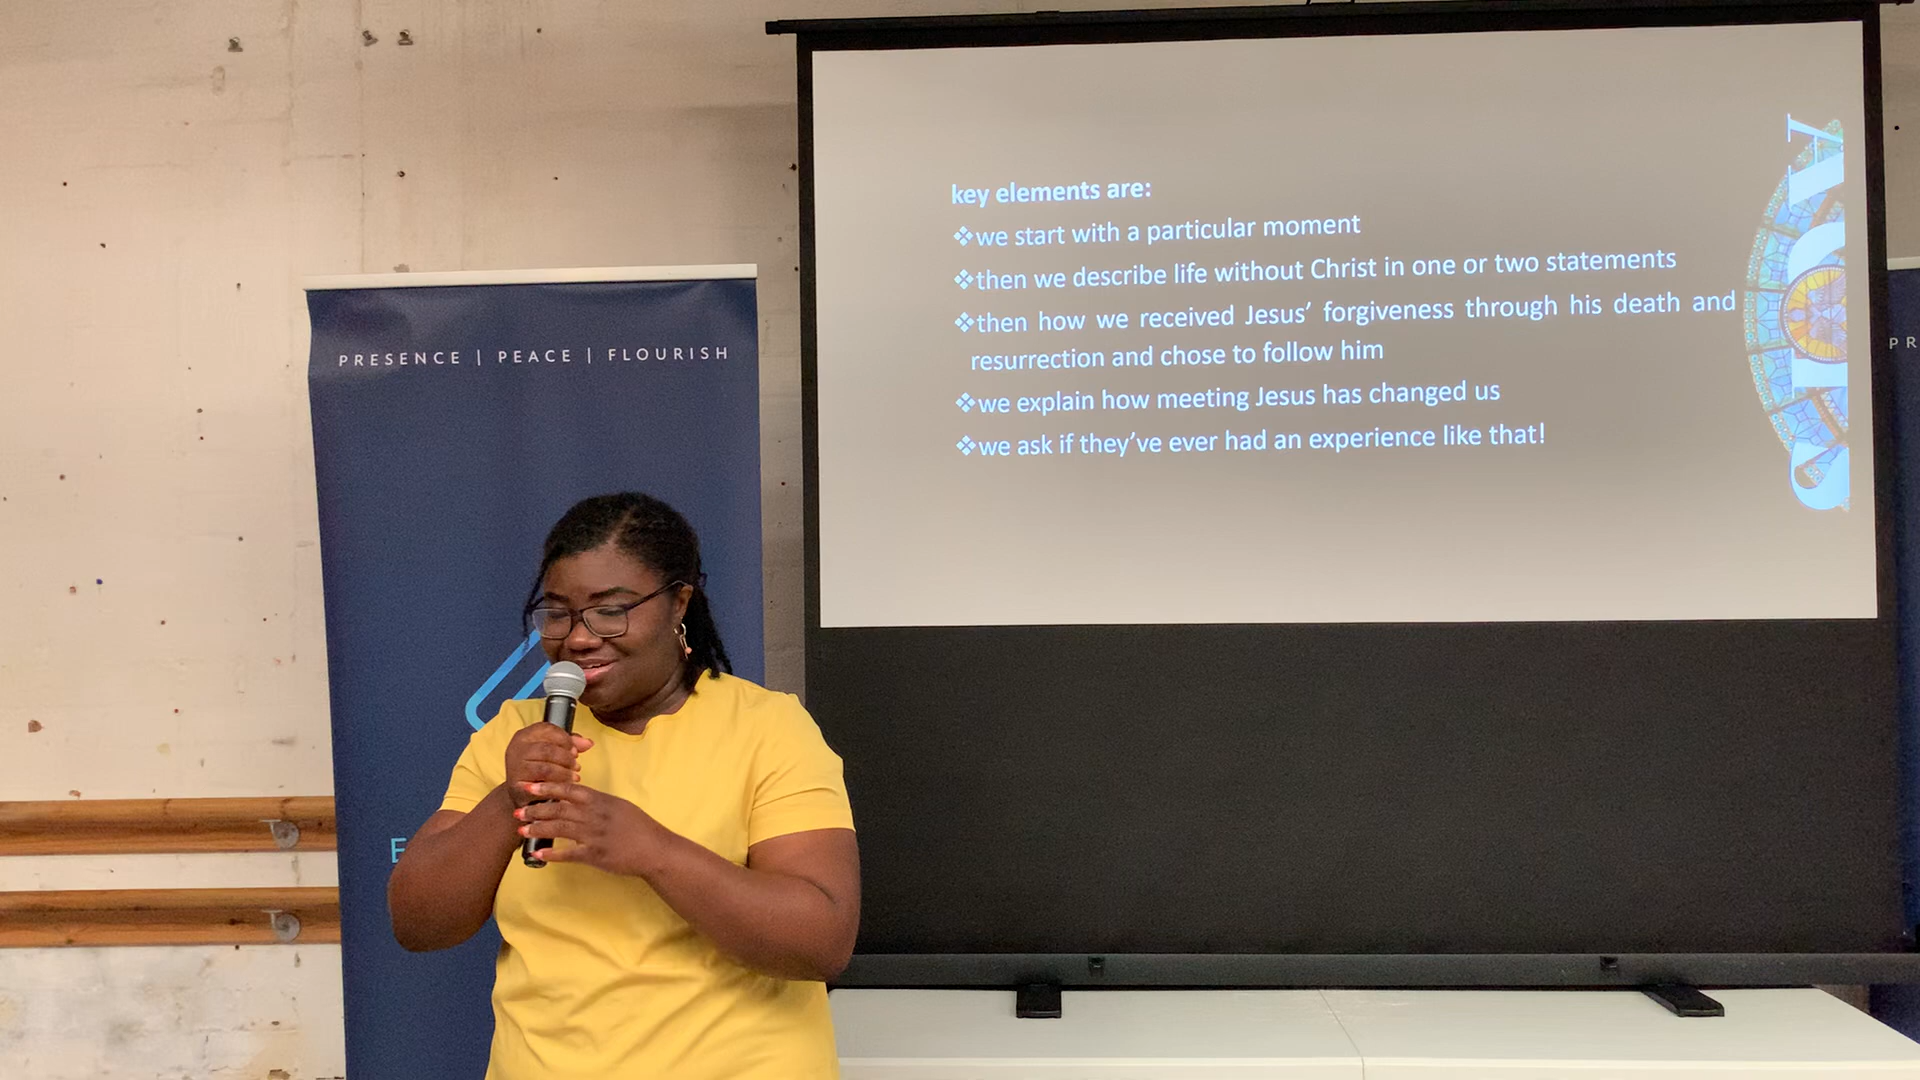 PRESENCE | PEACE | FLOURISH
key elements are:
❖we start with a particular moment
❖then we describe life without Christ in one or two statements
❖then how we received Jesus’ forgiveness through his death and
resurrection and chose to follow him
❖we explain how meeting Jesus has changed us
❖we ask if they’ve ever had an experience like that!
ACTS
PR
E